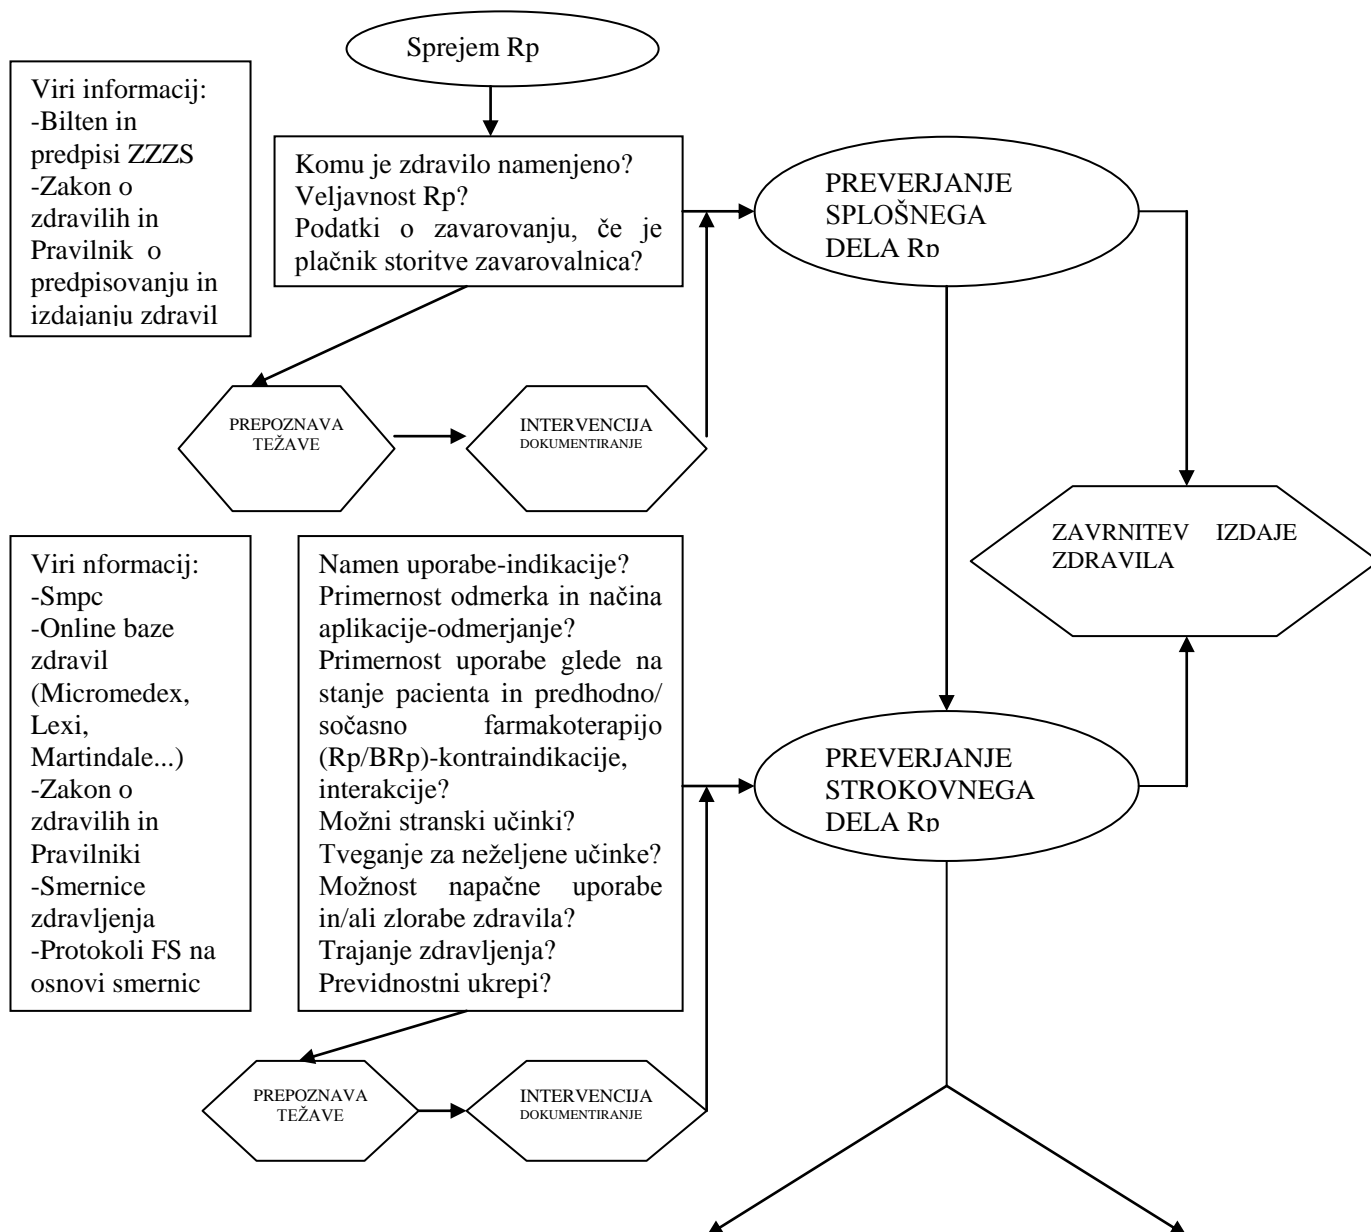 Sprejem Rp
Viri informacij:
-Bilten in
predpisi ZZZS
-Zakon o
zdravilih in
Pravilnik o
predpisovanju in
izdajanju zdravil
Komu je zdravilo namenjeno?
Veljavnost Rp?
Podatki o zavarovanju, če je
plačnik storitve zavarovalnica?
PREVERJANJE
SPLOŠNEGA
DELA Rp
PREPOZNAVA
TEŽAVE
INTERVENCIJA
DOKUMENTIRANJE
ZAVRNITEV IZDAJE
ZDRAVILA
Viri nformacij:
-Smpc
-Online baze
zdravil
(Micromedex,
Lexi,
Martindale...)
-Zakon o
zdravilih in
Pravilniki
-Smernice
zdravljenja
-Protokoli FS na
osnovi smernic
Namen uporabe-indikacije?
Primernost odmerka in načina
aplikacije-odmerjanje?
Primernost uporabe glede na
stanje pacienta in predhodno/
sočasno farmakoterapijo
(Rp/BRp)-kontraindikacije,
interakcije?
Možni stranski učinki?
Tveganje za neželjene učinke?
Možnost napačne uporabe
in/ali zlorabe zdravila?
Trajanje zdravljenja?
Previdnostni ukrepi?
PREVERJANJE
STROKOVNEGA
DELA Rp
PREPOZNAVA
TEŽAVE
INTERVENCIJA
DOKUMENTIRANJE